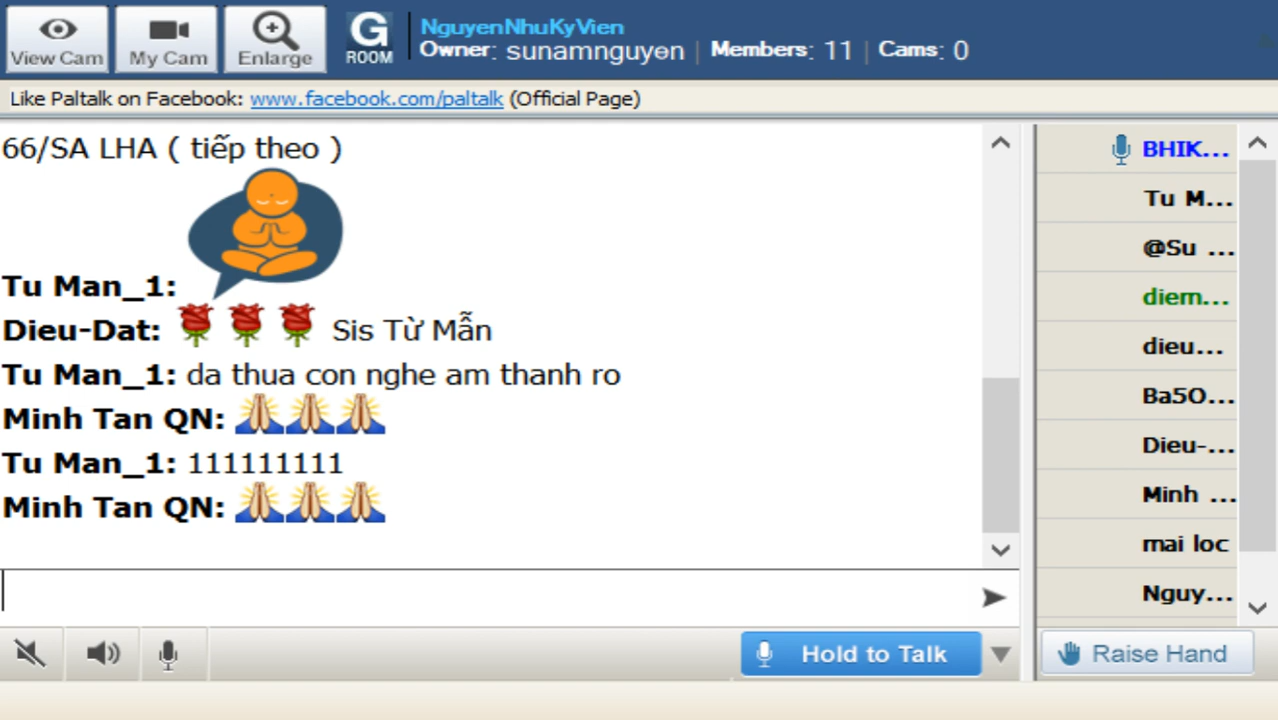 View Cam
My Cam
Enlarge
G
ROOM
NguyenNhuKyVien
Owner: sunamnguyen | Members: 11 | Cams: 0
Like Paltalk on Facebook: www.facebook.com/paltalk (Official Page)
66/SA LHA ( tiếp theo )
Tu Man_1:
Dieu-Dat: Sis Từ Mẫn
Tu Man_1: da thua con nghe am thanh ro
Minh Tan QN:
Tu Man_1: 111111111
Minh Tan QN:
BHIK...
Tu M...
@Su ...
diem...
dieu...
Ba5O...
Dieu-...
Minh ...
mai loc
Nguy...
Hold to Talk
Raise Hand